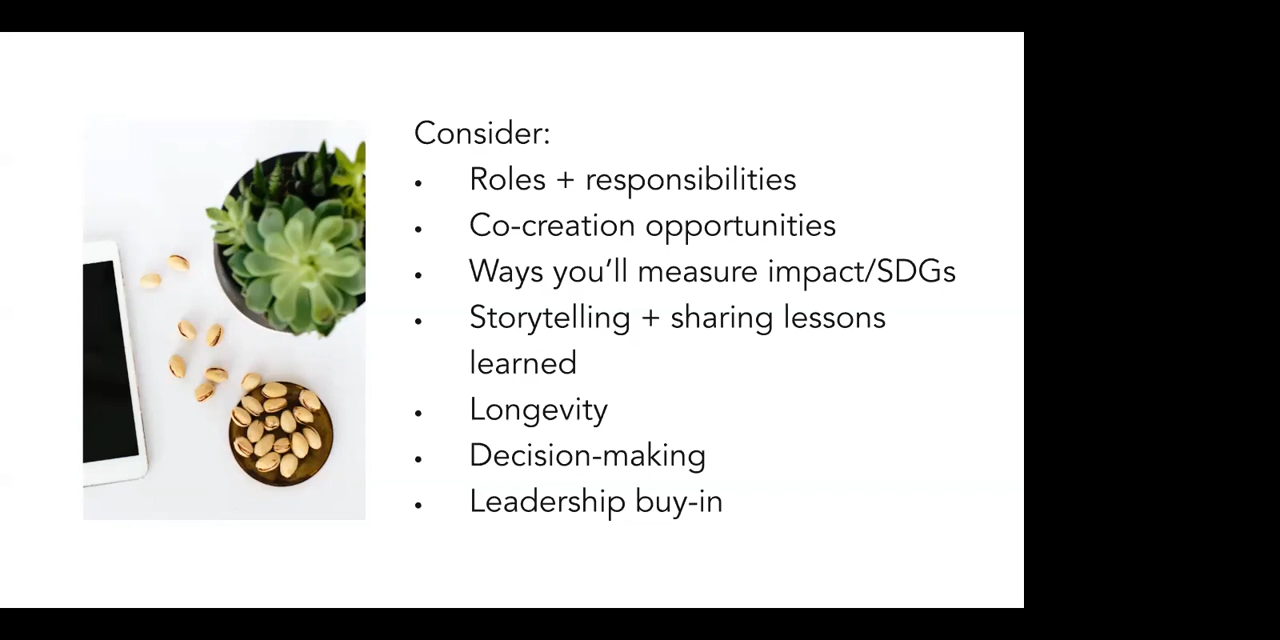 Consider:
• Roles + responsibilities
• Co-creation opportunities
• Ways you’ll measure impact/SDGs
• Storytelling + sharing lessons
learned
• Longevity
• Decision-making
• Leadership buy-in